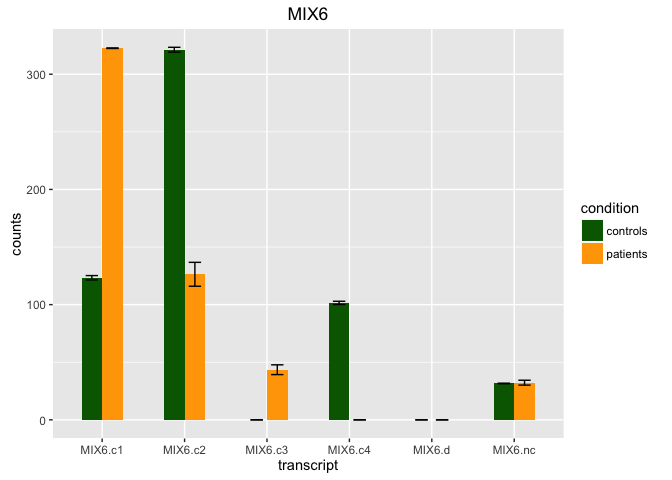 MIX6
300
200
100
0
counts
MIX6.c1 MIX6.c2 MIX6.c3 MIX6.c4 MIX6.d MIX6.nc
transcript
condition
controls
patients